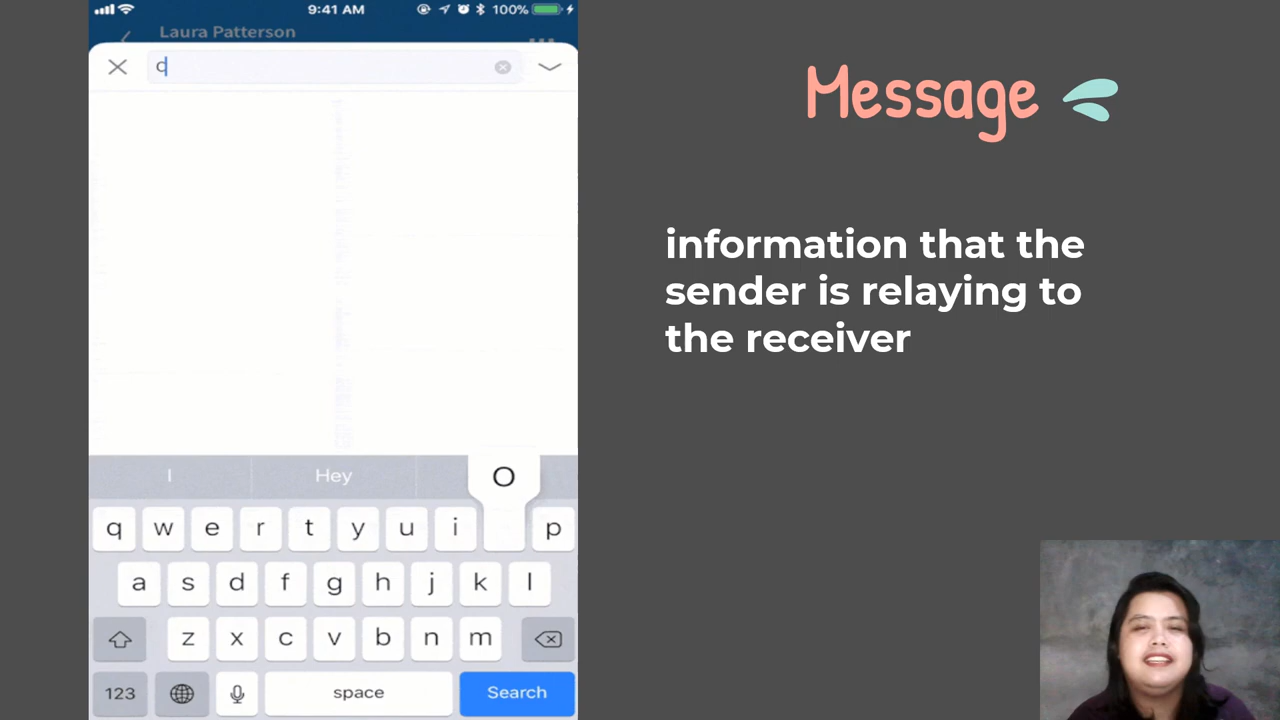 9:41 AM
100%
Laura Patterson
c
I
Hey
O
q w e r t y u i p
a s d f g h j k l
z x c v b n m
123
space
Search
Message
information that the
sender is relaying to
the receiver